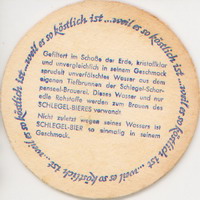 ...weil es so köstlich ist...weil es so köstlich ist...weil es so köstlich ist...weil es so köstlich ist
Gefiltert im Schoße der Erde, kristallklar
und unvergleichlich in seinem Geschmack
sprudelt unverfälschtes Wasser aus dem
eigenen Tiefbrunnen der Schlegel-Schar-
penseel-Brauerei. Dieses Wasser und nur
edle Rohstoffe werden zum Brauen des
SCHLEGEL-BIERES verwandt
Nicht zuletzt wegen seines Wassers ist
SCHLEGEL-BIER so einmalig in seinem
Geschmack.